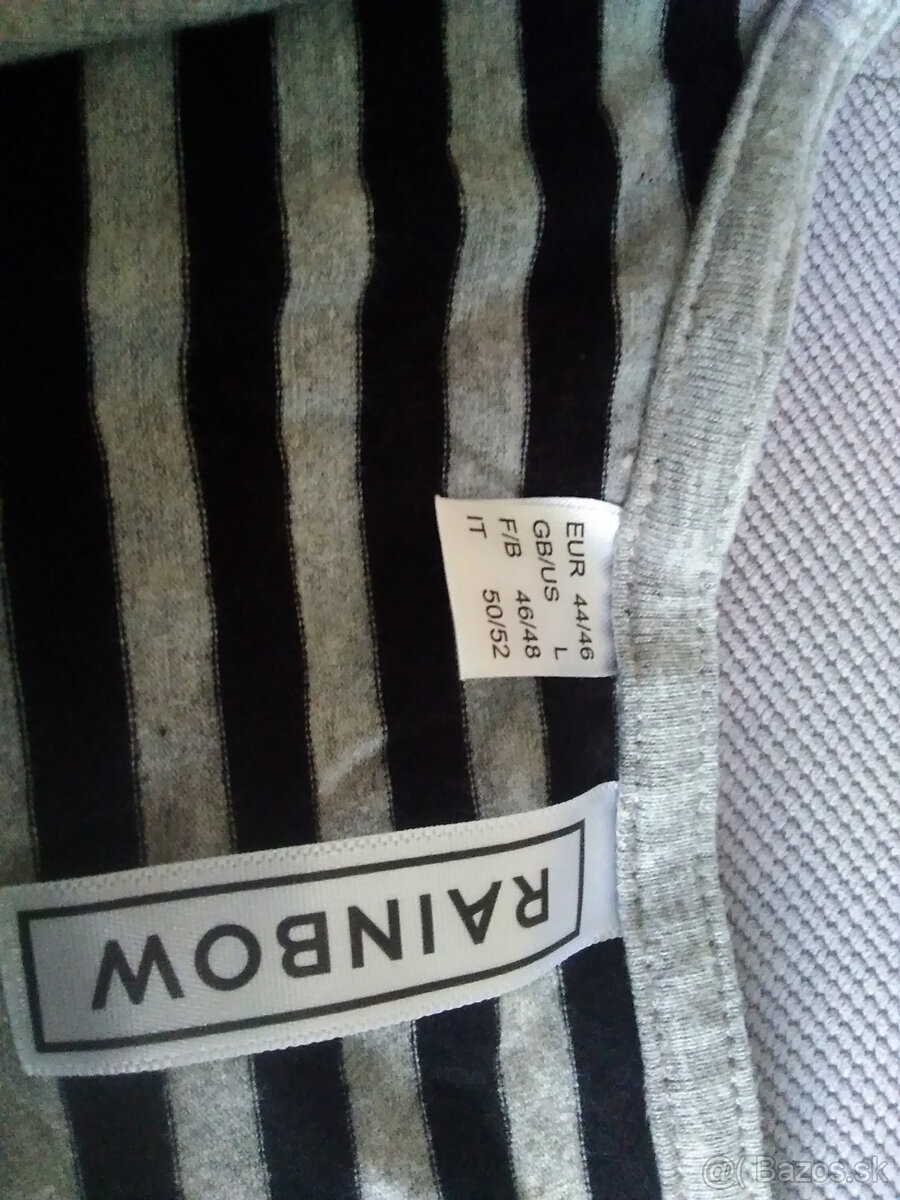 EUR 44/46
GB/US L
F/B 46/48
IT 50/52
RAINBOW
@( Bazos.sk